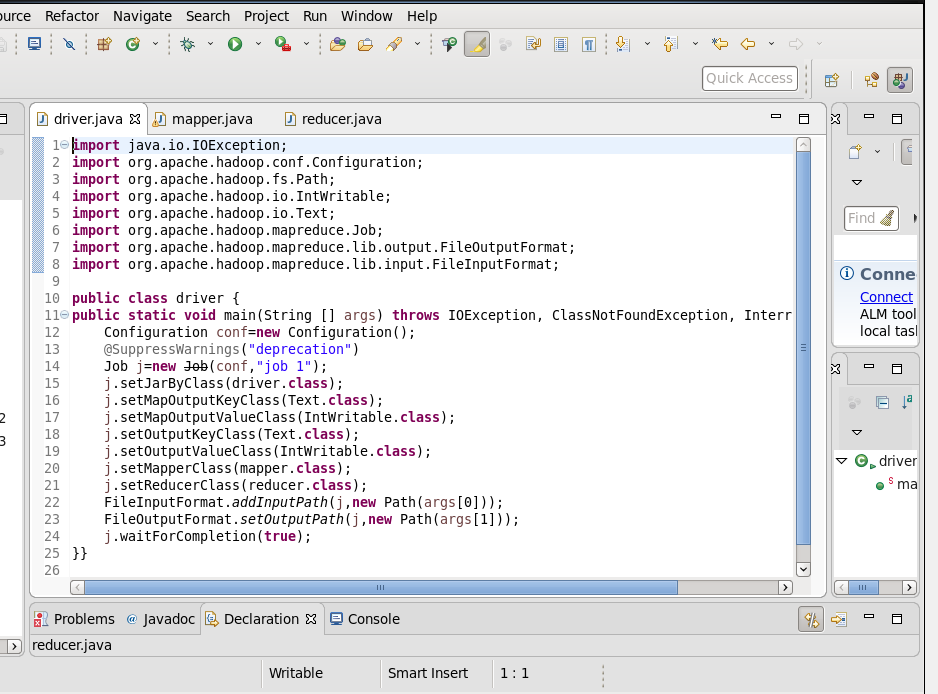 Refactor Navigate Search Project Run Window Help
Quick Access
driver.java mapper.java reducer.java
1 import java.io.IOException;
2 import org.apache.hadoop.conf.Configuration;
3 import org.apache.hadoop.fs.Path;
4 import org.apache.hadoop.io.IntWritable;
5 import org.apache.hadoop.io.Text;
6 import org.apache.hadoop.mapreduce.Job;
7 import org.apache.hadoop.mapreduce.lib.output.FileOutputFormat;
8 import org.apache.hadoop.mapreduce.lib.input.FileInputFormat;
9
10 public class driver {
11 public static void main(String [] args) throws IOException, ClassNotFoundException, Interr
12 Configuration conf=new Configuration();
13 @SuppressWarnings("deprecation")
14 Job j=new Job(conf,"job 1");
15 j.setJarByClass(driver.class);
16 j.setMapOutputKeyClass(Text.class);
17 j.setMapOutputValueClass(IntWritable.class);
18 j.setOutputKeyClass(Text.class);
19 j.setOutputValueClass(IntWritable.class);
20 j.setMapperClass(mapper.class);
21 j.setReducerClass(reducer.class);
22 FileInputFormat.addInputPath(j,new Path(args[0]));
23 FileOutputFormat.setOutputPath(j,new Path(args[1]));
24 j.waitForCompletion(true);
25 }}
26
2
3
Find
Conne
Connect
ALM tool
local tas
driver
S ma
Problems @ Javadoc Declaration Console
reducer.java
Writable Smart Insert 1 : 1